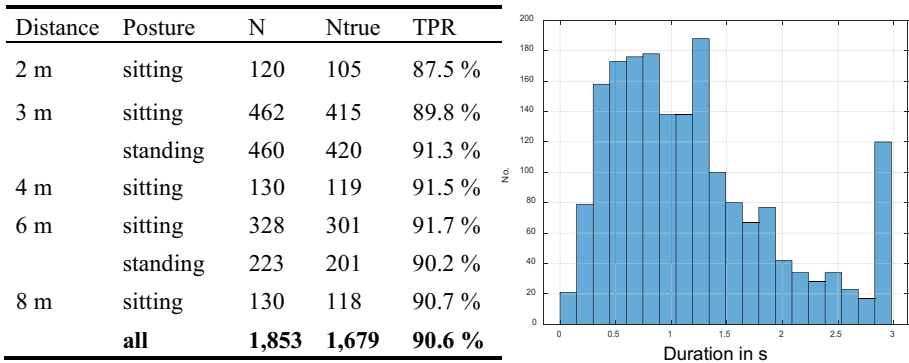 Distance Posture N Ntrue TPR
2 m sitting 120 105 87.5 %
3 m sitting 462 415 89.8 %
standing 460 420 91.3 %
4 m sitting 130 119 91.5 %
6 m sitting 328 301 91.7 %
standing 223 201 90.2 %
8 m sitting 130 118 90.7 %
all 1,853 1,679 90.6 %
200
180
160
140
120
100
80
60
40
20
0
No.
0 0.5 1 1.5 2 2.5 3
Duration in s